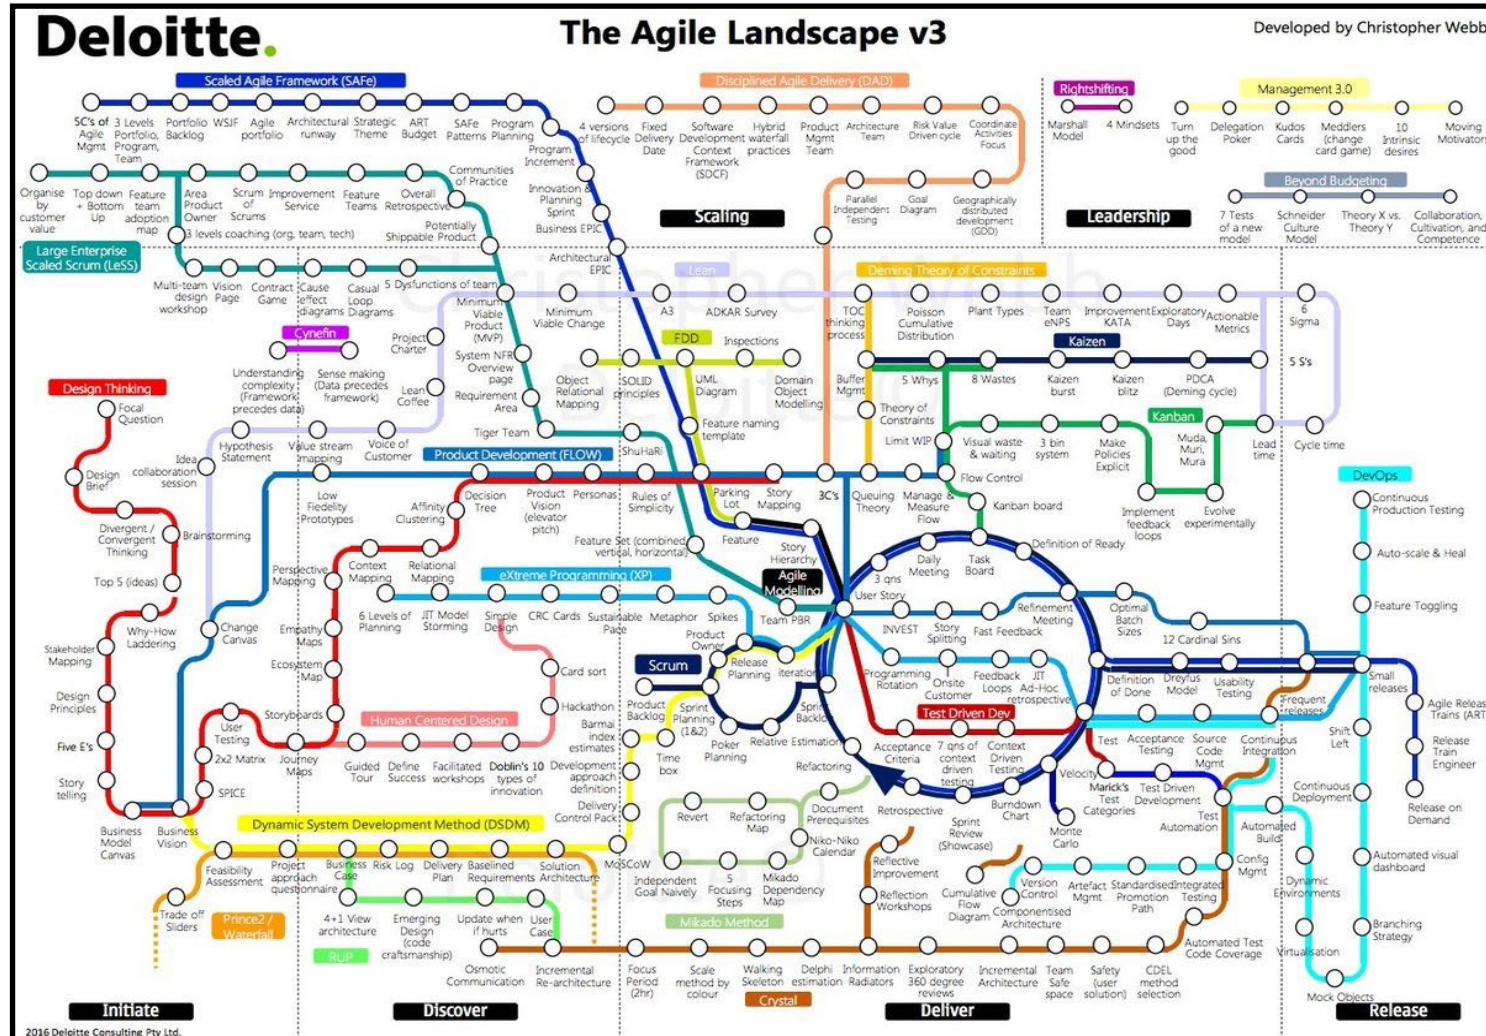 Deloitte.
The Agile Landscape v3
Developed by Christopher Webb
Scaled Agile Framework (SAFe)
5C's of
Agile
Mgmt
3 Levels
Portfolio,
Program,
Team
Portfolio
Backlog
WSJF
Agile
portfolio
Architectural
runway
Strategic
Theme
ART
Budget
SAFe
Patterns
Program
Planning
Program
Increment
Innovation &
Planning
Sprint
Business EPIC
Architectural
EPIC
Disciplined Agile Delivery (DAD)
4 versions
of lifecycle
Fixed
Delivery
Date
Software
Development
Context
Framework
(SDCF)
Hybrid
waterfall
practices
Product
Mgmt
Team
Architecture
Team
Risk Value
Driven cycle
Coordinate
Activities
Focus
Parallel
Independent
Testing
Goal
Diagram
Geographically
distributed
development
(GDD)
Scaling
Rightshifting
Marshall
Model
4 Mindsets
Management 3.0
Turn
up the
good
Delegation
Poker
Kudos
Cards
Meddlers
(change
card game)
10
Intrinsic
desires
Moving
Motivators
Beyond Budgeting
7 Tests
of a new
model
Schneider
Culture
Model
Theory X vs.
Theory Y
Collaboration,
Cultivation, and
Competence
Leadership
Organise
by
customer
value
Top down
+ Bottom
Up
Feature
team
adoption
map
Area
Product
Owner
Scrum
of
Scrums
Improvement
Service
Feature
Teams
Overall
Retrospective
Communities
of Practice
Potentially
Shippable Product
3 levels coaching (org, team, tech)
Large Enterprise
Scaled Scrum (LeSS)
Multi-team
design
workshop
Vision
Page
Contract
Game
Cause
effect
diagrams
Casual
Loop
Diagrams
5 Dysfunctions of team
Minimum
Viable
Product
(MVP)
System NFR
Overview
page
Requirement
Area
Tiger Team
ShuHaRi
Feature Set (combined,
vertical, horizontal)
Team PBR
Christopher Webb
Deloitte
Lean
Minimum
Viable Change
A3
ADKAR Survey
Deming Theory of Constraints
TOC
thinking
process
Poisson
Cumulative
Distribution
Plant Types
Team
eNPS
Improvement
KATA
Exploratory
Days
Actionable
Metrics
6
Sigma
5 S's
Cycle time
Lead
time
Cynefin
Understanding
complexity
(Framework
precedes data)
Sense making
(Data precedes
framework)
Project
Charter
Lean
Coffee
Hypothesis
Statement
Value stream
imapping
Voice of
Customer
Idea
collaboration
session
FDD
Inspections
Object
Relational
Mapping
SOLID
principles
UML
Diagram
Domain
Object
Modelling
Feature naming
template
Parking
Lot
Feature
Kaizen
Buffer
Mgmt
5 Whys
8 Wastes
Kaizen
burst
Kaizen
blitz
PDCA
(Deming cycle)
Theory of
Constraints
Kanban
Limit WIP
Visual waste
& waiting
3 bin
system
Make
Policies
Explicit
Muda,
Muri,
Mura
Implement
feedback
loops
Evolve
experimentally
Flow Control
Kanban board
Design Thinking
Focal
Question
Design
Brief
Divergent /
Convergent
Thinking
Brainstorming
Top 5 (ideas)
Why-How
Laddering
Stakeholder
Mapping
Design
Principles
Five E's
Story
telling
Business
Model
Canvas
Business
Vision
SPICE
2x2 Matrix
User
Testing
Journey
Maps
Storyboards
Ecosystem
Map
Empathy
Maps
Perspective
Mapping
Context
Mapping
Relational
Mapping
Affinity
Clustering
Decision
Tree
Product Development (FLOW)
Change
Canvas
Low
Fiedelity
Prototypes
Product
Vision
(elevator
pitch)
Personas
Rules of
Simplicity
Story
Mapping
3C's
Queuing
Theory
Manage &
Measure
Flow
DevOps
Continuous
Production Testing
Auto-scale & Heal
Feature Toggling
Small
releases
Shift
Left
Continuous
Deployment
Automated visual
dashboard
Branching
Strategy
Mock Objects
Virtualisation
Dynamic
Environments
Automated
Build
Agile Modelling
Story
Hierarchy
User Story
eXtreme Programming (XP)
6 Levels of
Planning
JIT Model
Storming
Simple
Design
CRC Cards
Sustainable
Pace
Metaphor
Spikes
Product
Owner
Release
Planning
iteration
3 qns
Daily
Meeting
Task
Board
Definition of Ready
Refinement
Meeting
Optimal
Batch
Sizes
12 Cardinal Sins
INVEST
Story
Splitting
Fast Feedback
Programming
Rotation
Onsite
Customer
Feedback
Loops
JIT
Ad-Hoc
retrospective
Definition
of Done
Dreyfus
Model
Usability
Testing
Frequent
releases
Agile Release
Trains (ART
Release
Train
Engineer
Release on
Demand
Scrum
Product
Backlog
Sprint
Planning
(1&2)
Poker
Planning
Relative Estimation
Sprint
Backlog
Test Driven Dev
Acceptance
Criteria
7 qns of
context
driven
testing
Context
Driven
Testing
Test
Acceptance
Testing
Source
Code
Mgmt
Continuous
Integration
Card sort
Hackathon
Human Centered Design
Guided
Tour
Define
Success
Facilitated
workshops
Doblin's 10
types of
innovation
Barmai
index
estimates
Time
box
Development
approach
definition
Delivery
Control Pack
MoSCoW
Refactoring
Retrospective
Sprint
Review
(Showcase)
Burndown
Chart
Velocity
Monte
Carlo
Marick's
Test
Categories
Test Driven
Development
Test
Automation
Config
Mgmt
Dynamic System Development Method (DSDM)
Feasibility
Assessment
Project
approach
questionnaire
Business
Case
Risk Log
Delivery
Plan
Baselined
Requirements
Solution
Architecture
Trade off
Sliders
Prince2 /
Waterfall
4+1 View
architecture
Emerging
Design
(code
craftsmanship)
Update when
if hurts
User
Case
RUP
Revert
Refactoring
Map
Document
Prerequisites
Niko-Niko
Calendar
Independent
Goal Naively
5
Focusing
Steps
Mikado
Dependency
Map
Mikado Method
Reflective
Improvement
Reflection
Workshops
Cumulative
Flow
Diagram
Version
Control
Componentised
Architecture
Artefact
Mgmt
Standardised
Promotion
Path
Integrated
Testing
Automated Test
Code Coverage
Osmotic
Communication
Incremental
Re-architecture
Focus
Period
(2hr)
Scale
method by
colour
Walking
Skeleton
Delphi
estimation
Information
Radiators
Exploratory
360 degree
reviews
Incremental
Architecture
Team
Safe
space
Safety
(user
solution)
CDEL
method
selection
Crystal
Initiate
Discover
Deliver
Release
2016 Deloitte Consulting Pty Ltd.